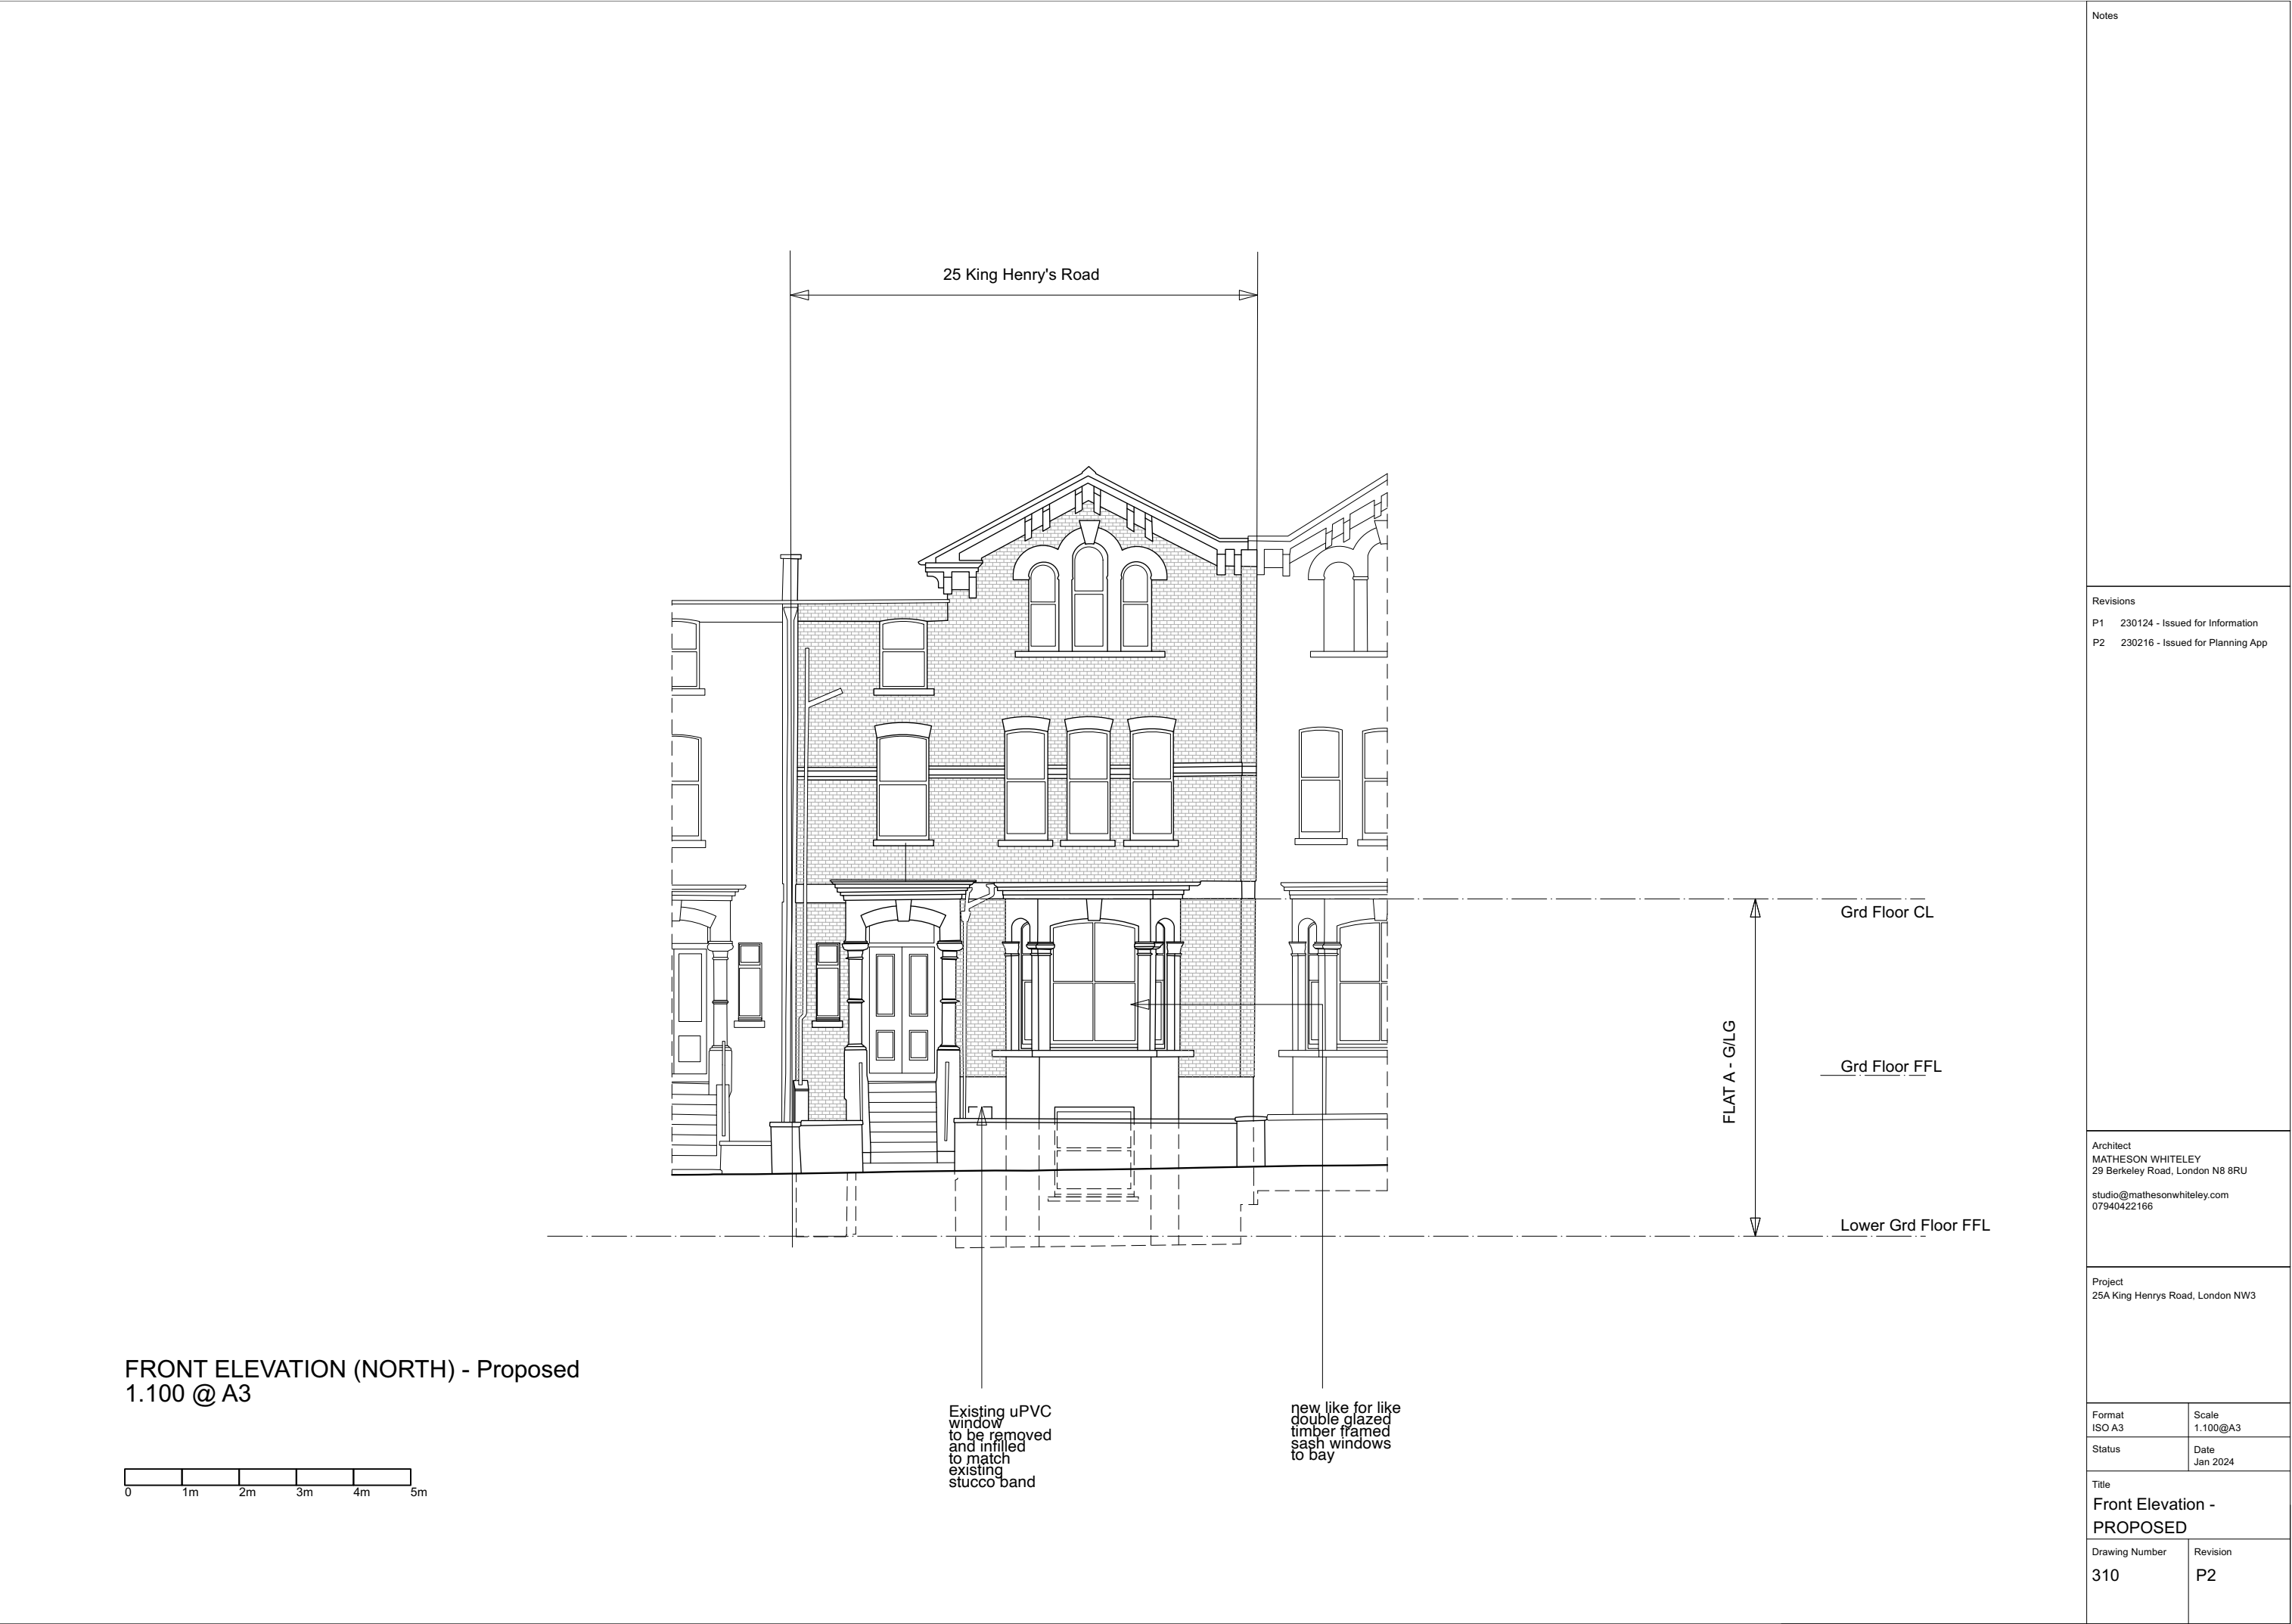 Notes
25 King Henry's Road
Revisions
P1 230124 - Issued for Information
P2 230216 - Issued for Planning App
Grd Floor CL
FLAT A - G/LG
Grd Floor FFL
Lower Grd Floor FFL
Architect
MATHESON WHITELEY
29 Berkeley Road, London N8 8RU
studio@mathesonwhiteley.com
07940422166
Project
25A King Henrys Road, London NW3
FRONT ELEVATION (NORTH) - Proposed
1.100 @ A3
0 1m 2m 3m 4m 5m
Existing uPVC
window
to be removed
and infilled
to match
existing
stucco band
new like for like
double glazed
timber framed
sash windows
to bay
Format
ISO A3
Scale
1.100@A3
Status
Date
Jan 2024
Title
Front Elevation -
PROPOSED
Drawing Number
310
Revision
P2